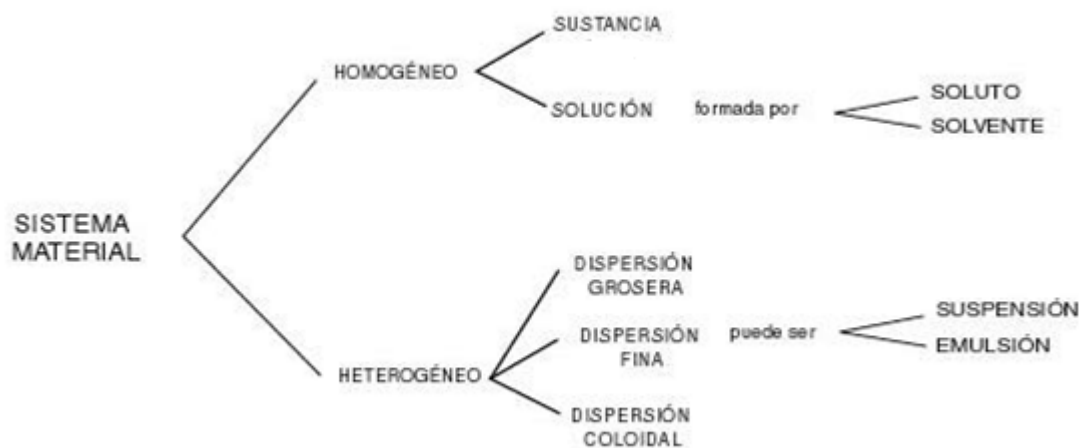 SISTEMA
MATERIAL
HOMOGÉNEO
SUSTANCIA
SOLUCIÓN formada por
SOLUTO
SOLVENTE
HETEROGÉNEO
DISPERSIÓN
GROSERA
DISPERSIÓN
FINA
puede ser
SUSPENSIÓN
EMULSIÓN
DISPERSIÓN
COLOIDAL